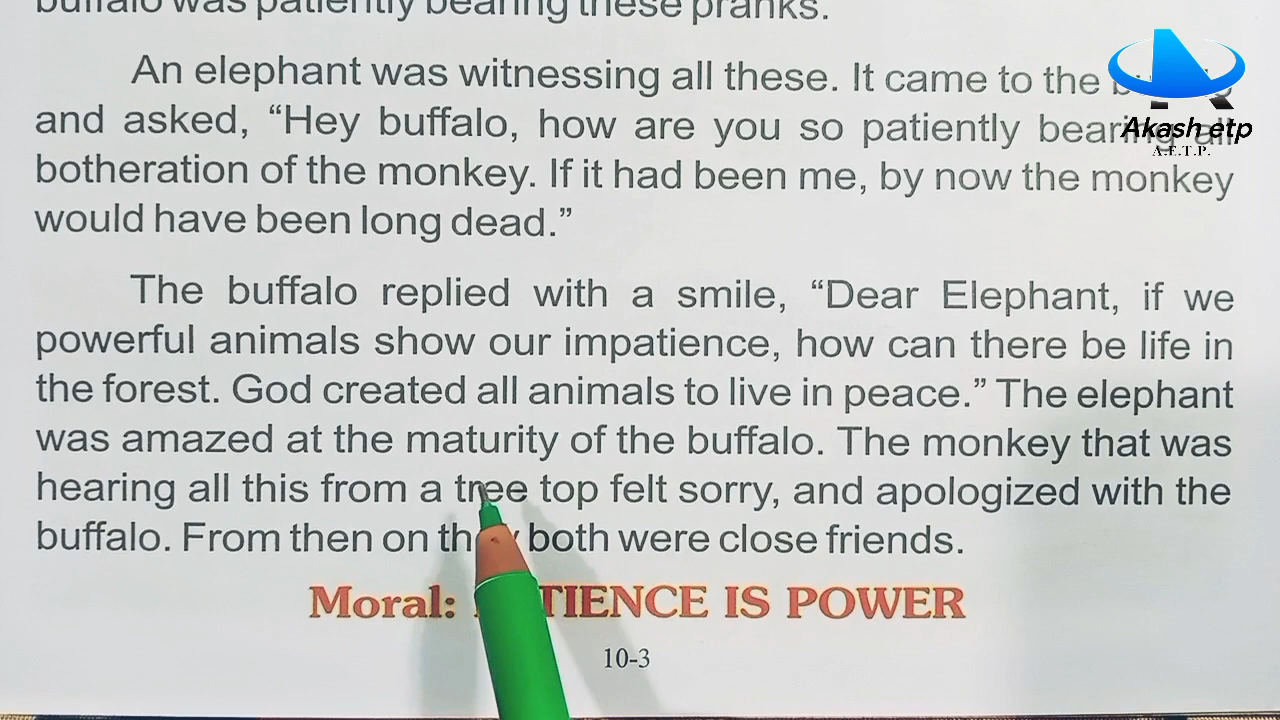 buffalo was patiently bearing these pranks.
An elephant was witnessing all these. It came to the
and asked, “Hey buffalo, how are you so patiently bearing all
botheration of the monkey. If it had been me, by now the monkey
would have been long dead.”
The buffalo replied with a smile, “Dear Elephant, if we
powerful animals show our impatience, how can there be life in
the forest. God created all animals to live in peace.” The elephant
was amazed at the maturity of the buffalo. The monkey that was
hearing all this from a tree top felt sorry, and apologized with the
buffalo. From then on they both were close friends.
Moral: PATIENCE IS POWER
10-3
Akash etp
A.E.T.P.